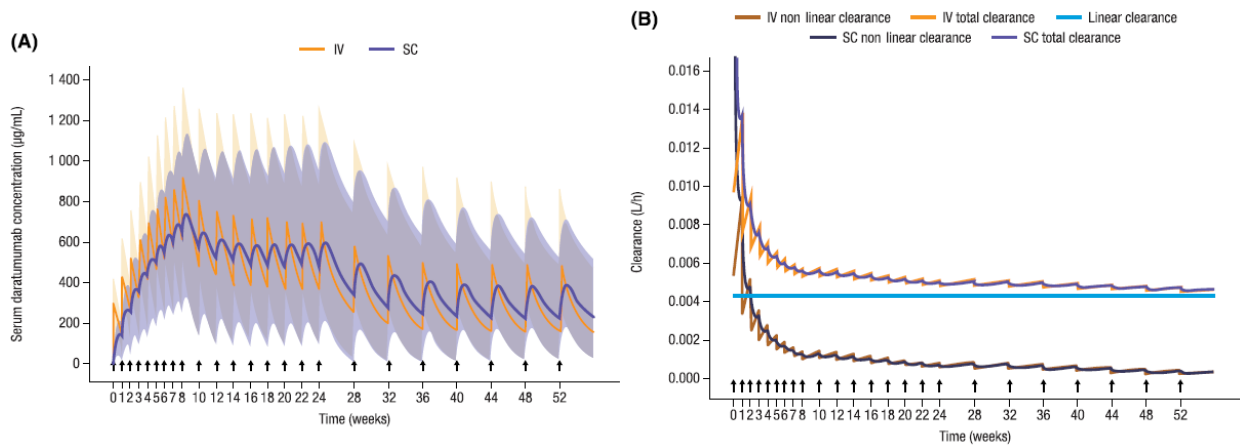 (A)
IV SC
Serum daratumumab concentration (µg/mL)
1 400
1 200
1 000
800
600
400
200
0
0 1 2 3 4 5 6 7 8 10 12 14 16 18 20 22 24 28 32 36 40 44 48 52
Time (weeks)
(B)
IV non linear clearance IV total clearance Linear clearance
SC non linear clearance SC total clearance
Clearance (L/h)
0.016
0.014
0.012
0.010
0.008
0.006
0.004
0.002
0.000
0 1 2 3 4 5 6 7 8 10 12 14 16 18 20 22 24 28 32 36 40 44 48 52
Time (weeks)